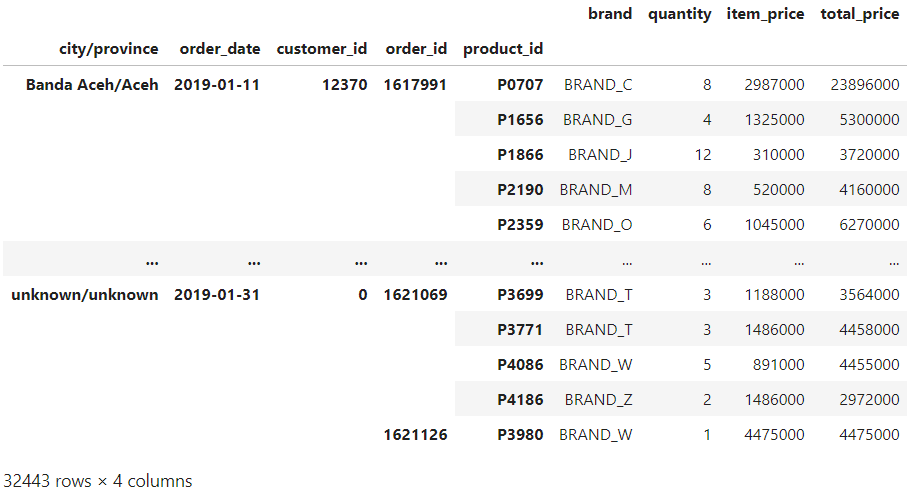 brand quantity item_price total_price
city/province order_date customer_id order_id product_id
Banda Aceh/Aceh 2019-01-11 12370 1617991 P0707 BRAND_C 8 2987000 23896000
P1656 BRAND_G 4 1325000 5300000
P1866 BRAND_J 12 310000 3720000
P2190 BRAND_M 8 520000 4160000
P2359 BRAND_O 6 1045000 6270000
... ... ... ... ... ... ... ... ...
unknown/unknown 2019-01-31 0 1621069 P3699 BRAND_T 3 1188000 3564000
P3771 BRAND_T 3 1486000 4458000
P4086 BRAND_W 5 891000 4455000
P4186 BRAND_Z 2 1486000 2972000
1621126 P3980 BRAND_W 1 4475000 4475000
32443 rows × 4 columns